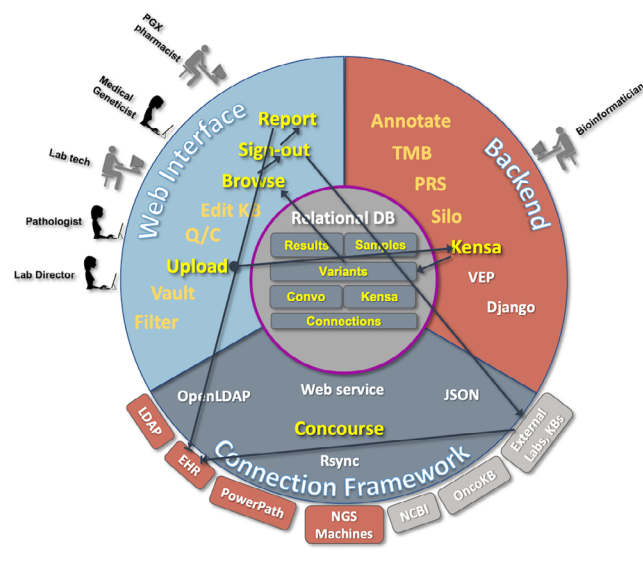 PGX
pharmacist
Medical
Geneticist
Lab tech
Pathologist
Lab Director
Web Interface
Report
Sign-out
Browse
Edit KB
Q/C
Upload
Vault
Filter
Backend
Bioinformatician
Annotate
TMB
PRS
Silo
Kensa
VEP
Django
Relational DB
Results
Samples
Variants
Convo
Kensa
Connections
OpenLDAP
Web service
JSON
Concourse
Rsync
Connection Framework
LDAP
EHR
PowerPath
NGS
Machines
NCBI
OncoKB
External
Labs, KBs